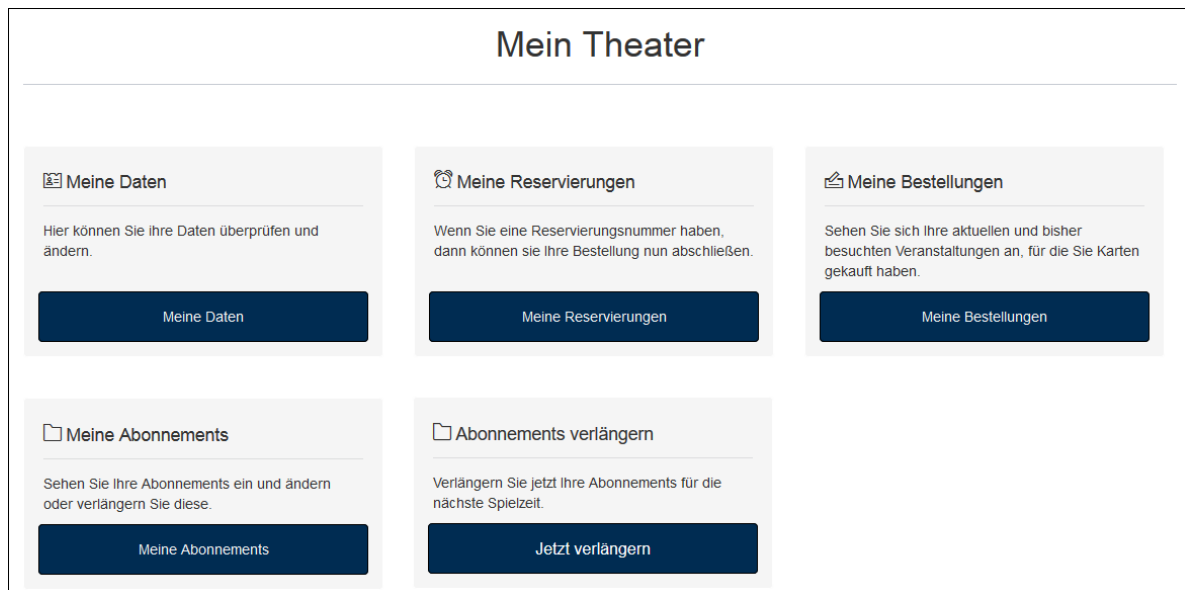 Mein Theater
Meine Daten
Hier können Sie ihre Daten überprüfen und
ändern.
Meine Daten
Meine Reservierungen
Wenn Sie eine Reservierungsnummer haben,
dann können sie Ihre Bestellung nun abschließen.
Meine Reservierungen
Meine Bestellungen
Sehen Sie sich Ihre aktuellen und bisher
besuchten Veranstaltungen an, für die Sie Karten
gekauft haben.
Meine Bestellungen
Meine Abonnements
Sehen Sie Ihre Abonnements ein und ändern
oder verlängern Sie diese.
Meine Abonnements
Abonnements verlängern
Verlängern Sie jetzt Ihre Abonnements für die
nächste Spielzeit.
Jetzt verlängern